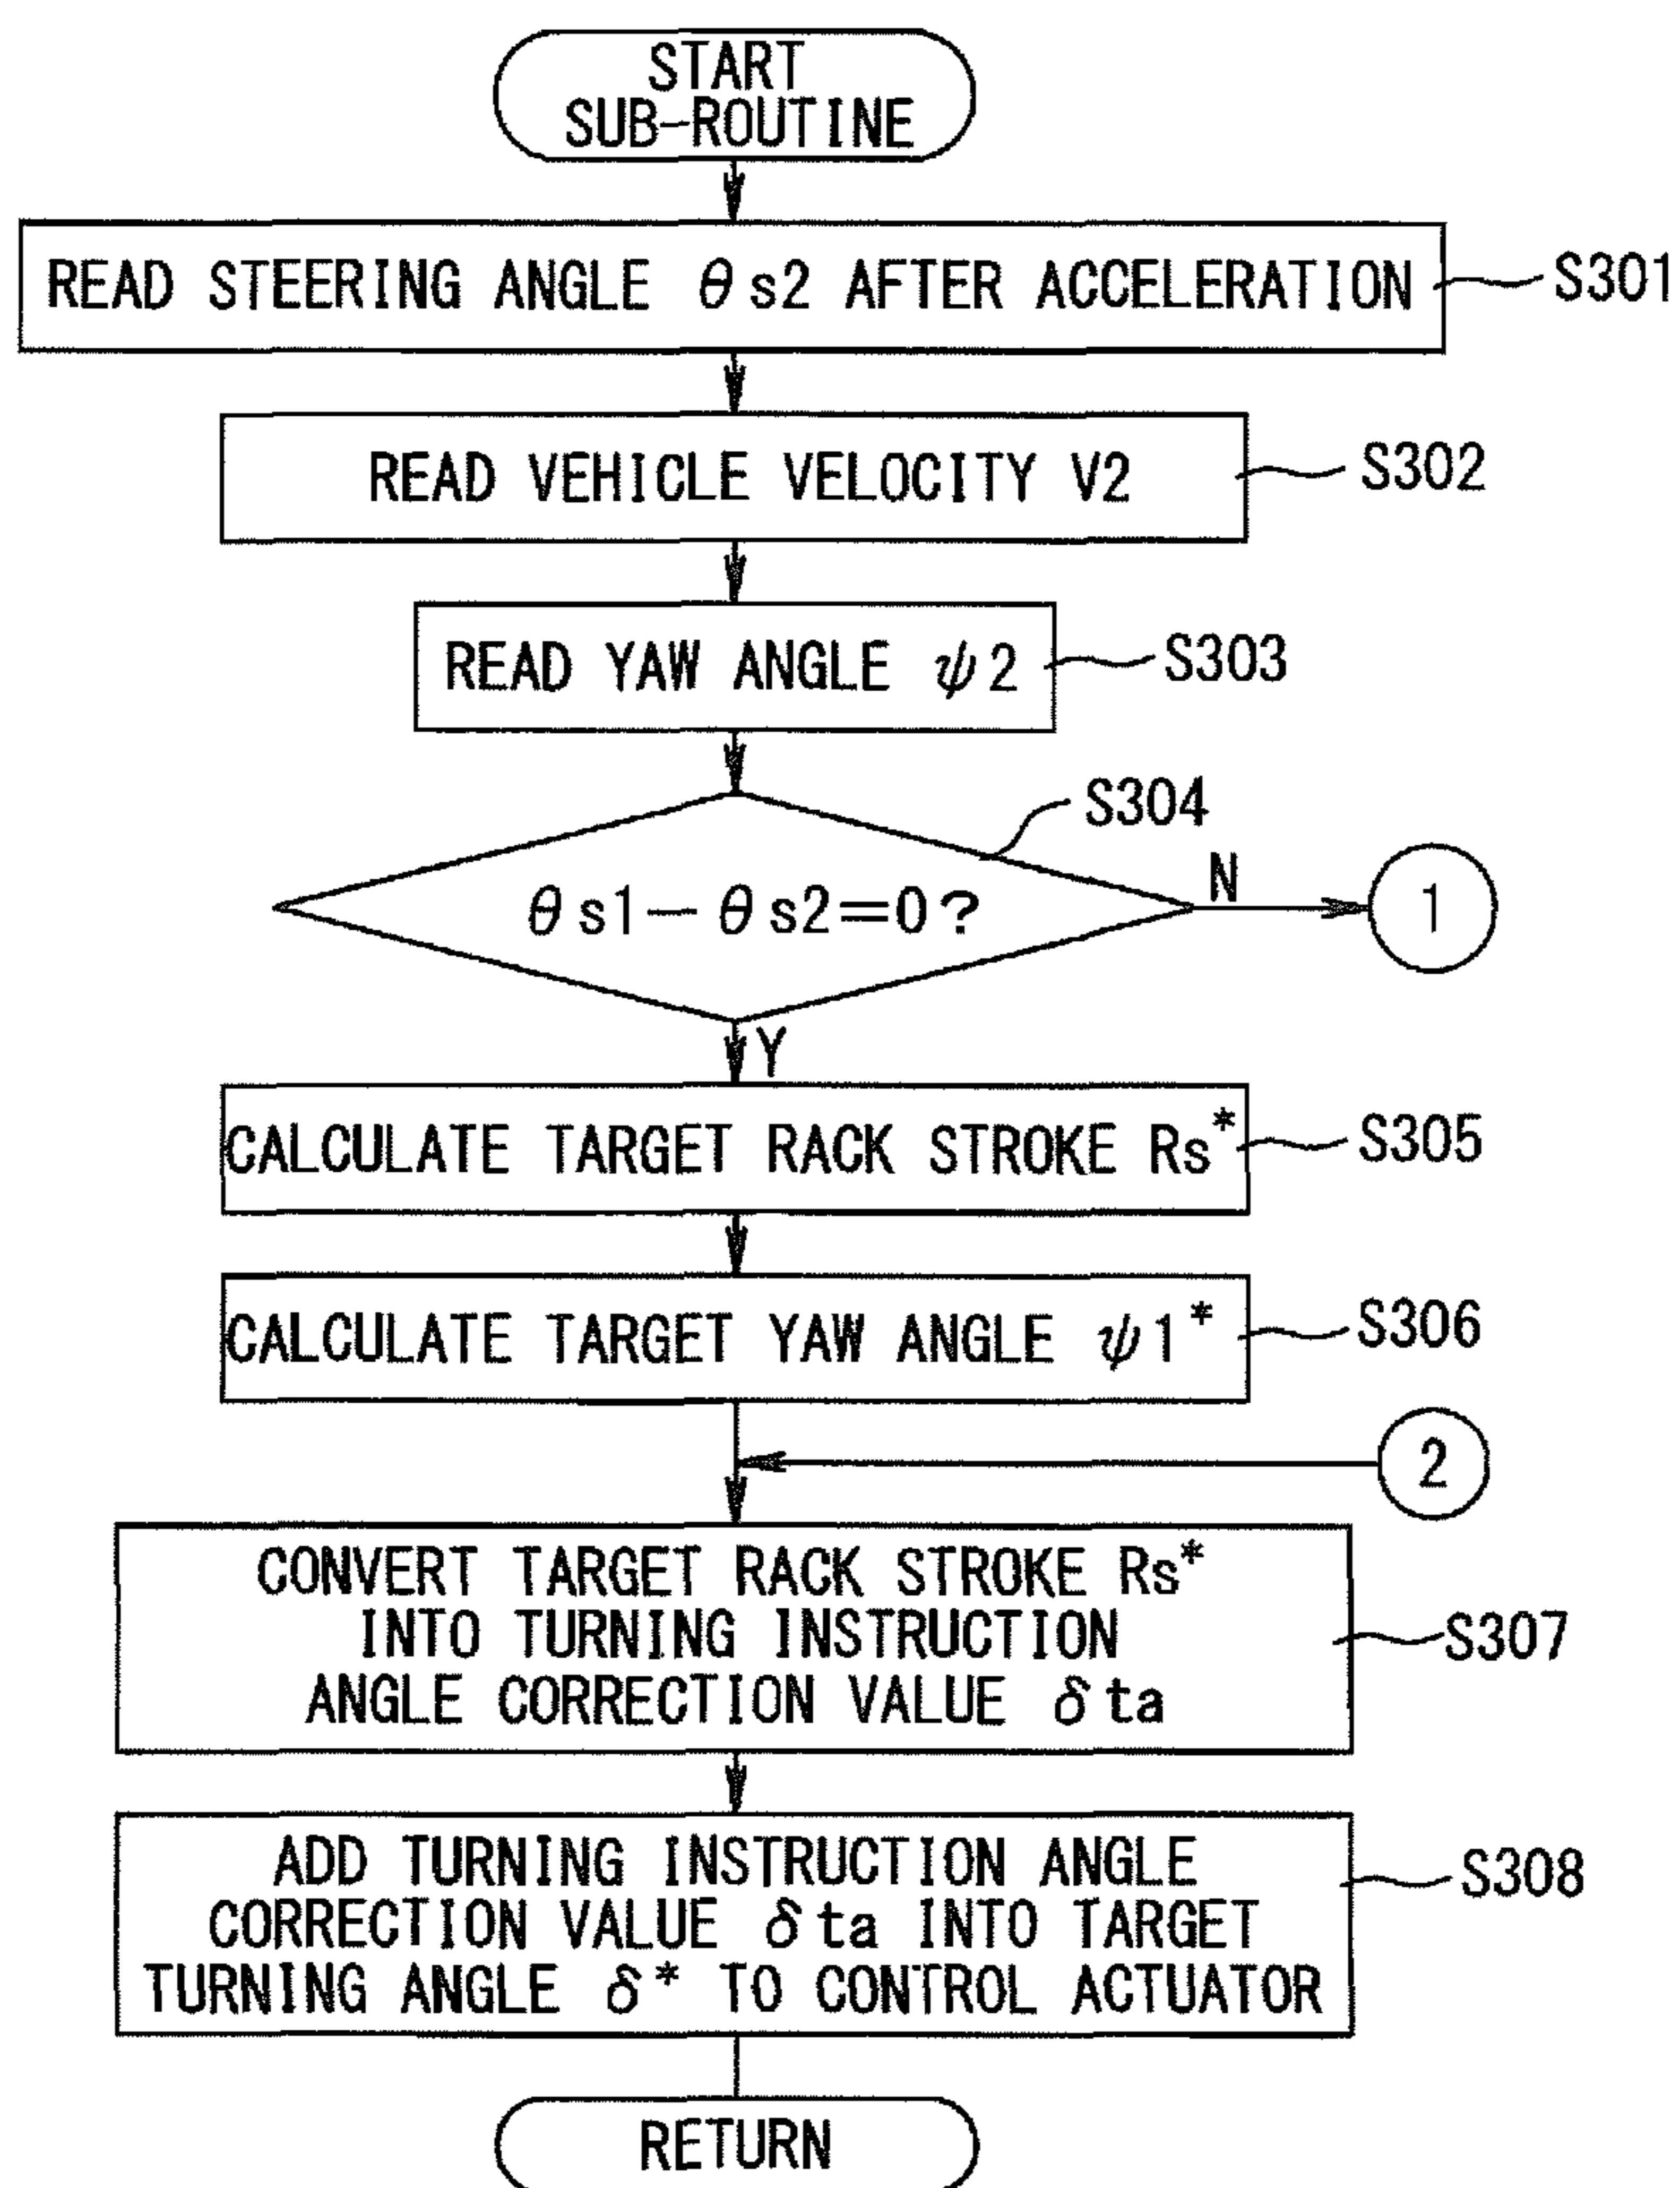 START
SUB-ROUTINE
READ STEERING ANGLE θs2 AFTER ACCELERATION
S301
READ VEHICLE VELOCITY V2
S302
READ YAW ANGLE ψ2
S303
S304
θs1-θs2=0?
N
1
Y
CALCULATE TARGET RACK STROKE Rs*
S305
CALCULATE TARGET YAW ANGLE ψ1*
S306
2
CONVERT TARGET RACK STROKE Rs*
INTO TURNING INSTRUCTION
ANGLE CORRECTION VALUE δta
S307
ADD TURNING INSTRUCTION ANGLE
CORRECTION VALUE δta INTO TARGET
TURNING ANGLE δ* TO CONTROL ACTUATOR
S308
RETURN